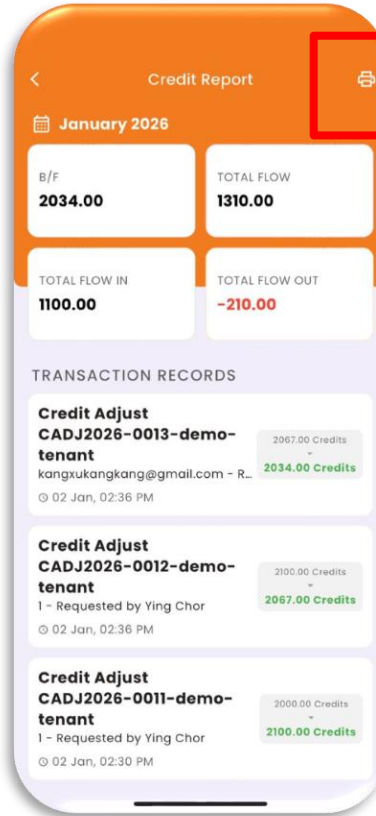 Credit Report
January 2026
B/F
2034.00
TOTAL FLOW
1310.00
TOTAL FLOW IN
1100.00
TOTAL FLOW OUT
-210.00
TRANSACTION RECORDS
Credit Adjust
CADJ2026-0013-demo-
tenant
kangxukangkang@gmail.com - R...
02 Jan, 02:36 PM
2067.00 Credits
2034.00 Credits
Credit Adjust
CADJ2026-0012-demo-
tenant
1 - Requested by Ying Chor
02 Jan, 02:36 PM
2100.00 Credits
2067.00 Credits
Credit Adjust
CADJ2026-0011-demo-
tenant
1 - Requested by Ying Chor
02 Jan, 02:30 PM
2000.00 Credits
2100.00 Credits